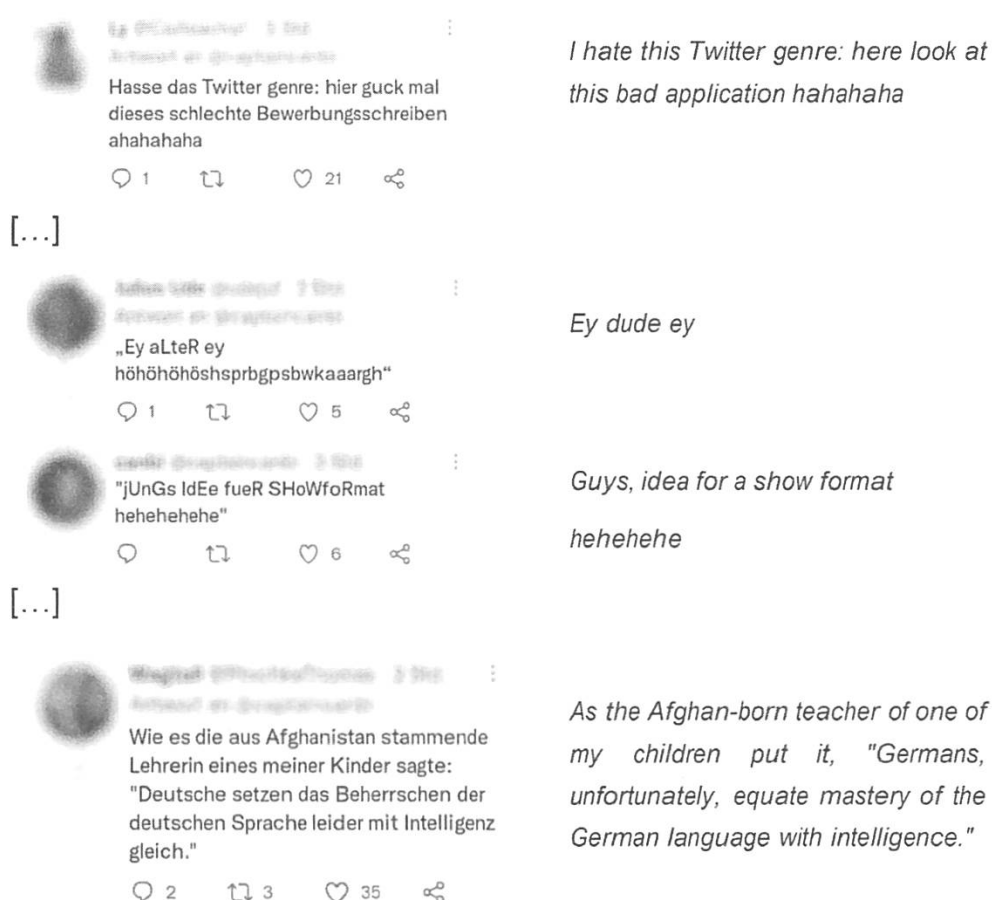 Hasse das Twitter genre: hier guck mal
dieses schlechte Bewerbungsschreiben
ahahahaha
1 21
I hate this Twitter genre: here look at
this bad application hahahaha
[...]
„Ey aLteR ey
höhöhöhöshsprbgpsbwkaaargh“
1 5
Ey dude ey
"jUnGs IdEe fueR SHoWfoRmat
hehehehehe"
6
Guys, idea for a show format
hehehehe
[...]
Wie es die aus Afghanistan stammende
Lehrerin eines meiner Kinder sagte:
"Deutsche setzen das Beherrschen der
deutschen Sprache leider mit Intelligenz
gleich."
2 3 35
As the Afghan-born teacher of one of
my children put it, "Germans,
unfortunately, equate mastery of the
German language with intelligence."